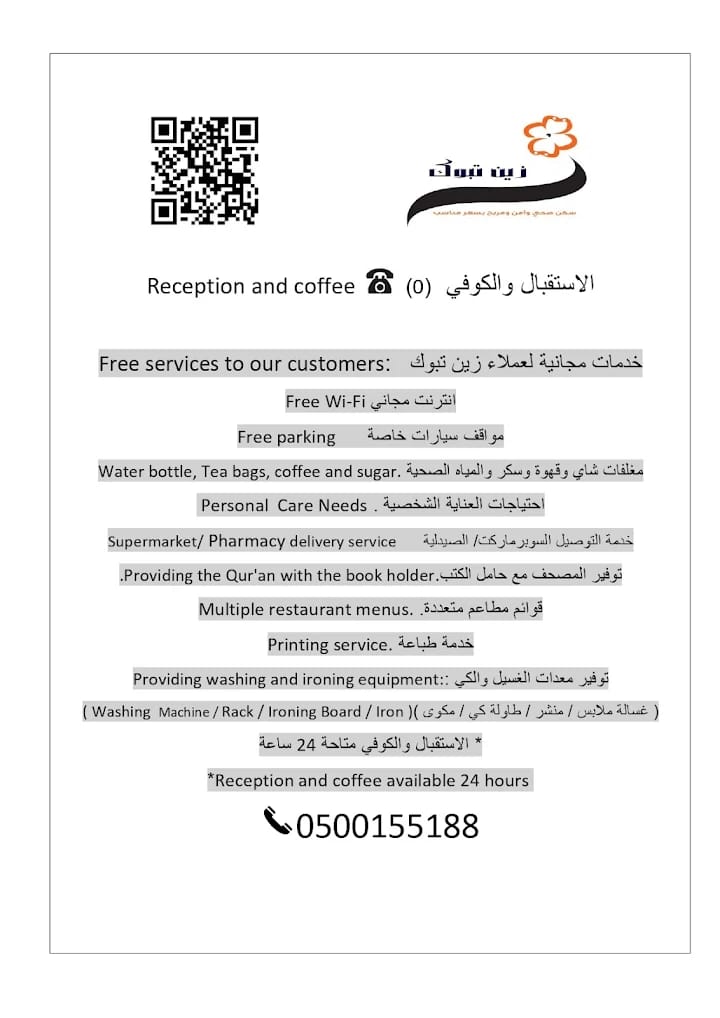 زين تبوك
سكن صحي وآمن ومريح بسعر مناسب
Reception and coffee (0) الاستقبال والكوفي
Free services to our customers: خدمات مجانية لعملاء زين تبوك
Free Wi-Fi انترنت مجاني
Free parking مواقف سيارات خاصة
Water bottle, Tea bags, coffee and sugar. مغلفات شاي وقهوة وسكر والمياه الصحية
Personal Care Needs . احتياجات العناية الشخصية
Supermarket/ Pharmacy delivery service خدمة التوصيل السوبرماركت/ الصيدلية
.Providing the Qur'an with the book holder.توفير المصحف مع حامل الكتب
Multiple restaurant menus. .قوائم مطاعم متعددة
Printing service. خدمة طباعة
Providing washing and ironing equipment:: توفير معدات الغسيل والكي
( Washing Machine / Rack / Ironing Board / Iron )( غسالة ملابس / منشر / طاولة كي / مكوى )
* الاستقبال والكوفي متاحة 24 ساعة
*Reception and coffee available 24 hours
0500155188